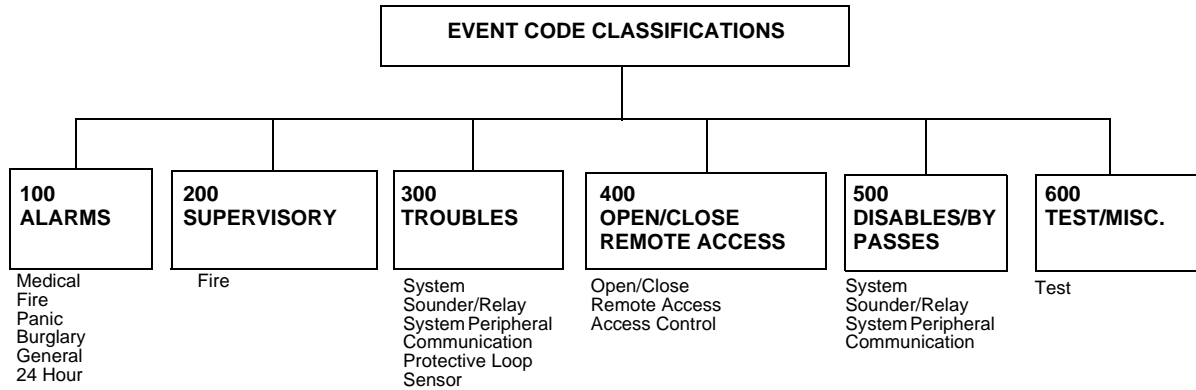 EVENT CODE CLASSIFICATIONS
100
ALARMS
Medical
Fire
Panic
Burglary
General
24 Hour
200
SUPERVISORY
Fire
300
TROUBLES
System
Sounder/Relay
System Peripheral
Communication
Protective Loop
Sensor
400
OPEN/CLOSE
REMOTE ACCESS
Open/Close
Remote Access
Access Control
500
DISABLES/BY
PASSES
System
Sounder/Relay
System Peripheral
Communication
600
TEST/MISC.
Test